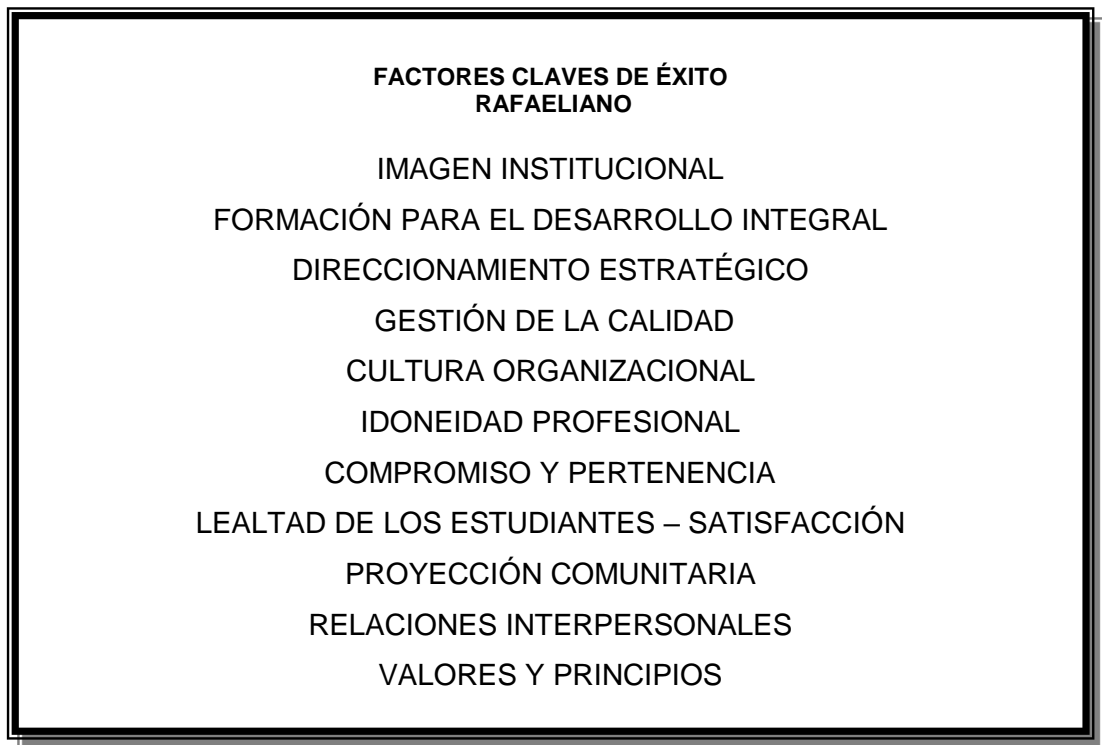 FACTORES CLAVES DE ÉXITO
RAFAELIANO
IMAGEN INSTITUCIONAL
FORMACIÓN PARA EL DESARROLLO INTEGRAL
DIRECCIONAMIENTO ESTRATÉGICO
GESTIÓN DE LA CALIDAD
CULTURA ORGANIZACIONAL
IDONEIDAD PROFESIONAL
COMPROMISO Y PERTENENCIA
LEALTAD DE LOS ESTUDIANTES – SATISFACCIÓN
PROYECCIÓN COMUNITARIA
RELACIONES INTERPERSONALES
VALORES Y PRINCIPIOS